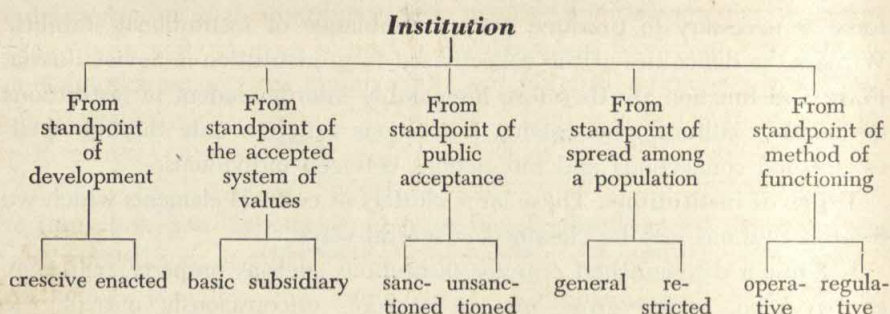 Institution
From
standpoint
of
development
From
standpoint of
the accepted
system of
values
From
standpoint of
public
acceptance
From
standpoint of
spread among
a population
From
standpoint of
method of
functioning
crescive enacted
basic subsidiary
sanc-
tioned
unsanc-
tioned
general
re-
stricted
opera-
tive
regula-
tive